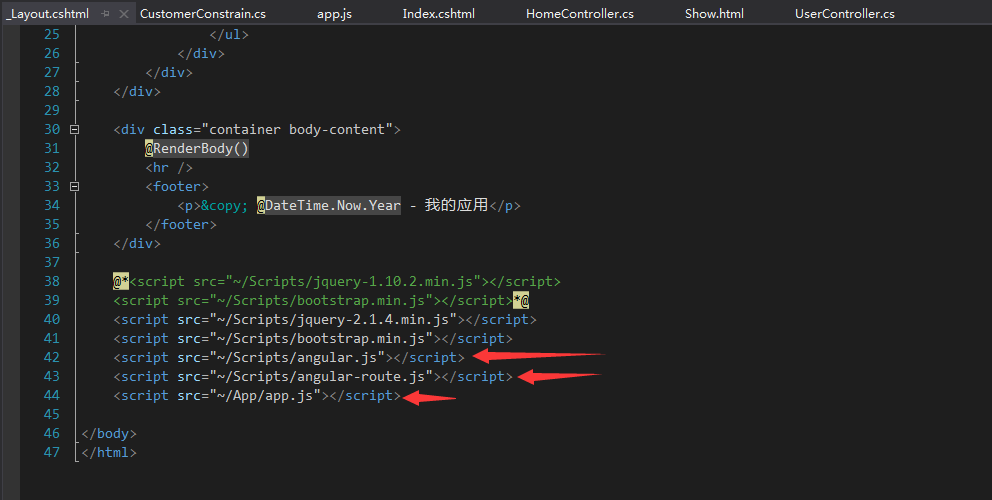 _Layout.cshtml CustomerConstrain.cs app.js Index.cshtml HomeController.cs Show.html UserController.cs
25 </ul>
26 </div>
27 </div>
28 </div>
29
30 <div class="container body-content">
31 @RenderBody()
32 <hr />
33 <footer>
34 <p>&copy; @DateTime.Now.Year - 我的应用</p>
35 </footer>
36 </div>
37
38 @*<script src="~/Scripts/jquery-1.10.2.min.js"></script>
39 <script src="~/Scripts/bootstrap.min.js"></script>*@
40 <script src="~/Scripts/jquery-2.1.4.min.js"></script>
41 <script src="~/Scripts/bootstrap.min.js"></script>
42 <script src="~/Scripts/angular.js"></script>
43 <script src="~/Scripts/angular-route.js"></script>
44 <script src="~/App/app.js"></script>
45
46 </body>
47 </html>